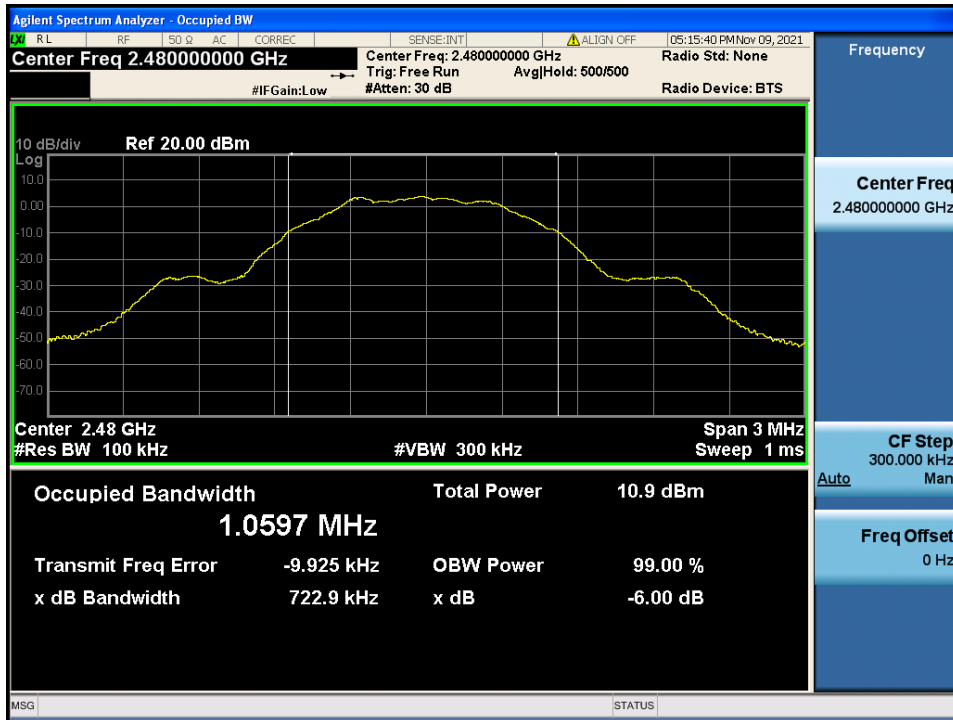 Agilent Spectrum Analyzer - Occupied BW
LXI RL RF 50 Ω AC CORREC SENSE:INT ALIGN OFF 05:15:40 PM Nov 09, 2021
Center Freq 2.480000000 GHz
Center Freq: 2.480000000 GHz
Radio Std: None
Trig: Free Run Avg|Hold: 500/500
#IFGain:Low
#Atten: 30 dB
Radio Device: BTS
10 dB/div Ref 20.00 dBm
Log
10.0
0.00
-10.0
-20.0
-30.0
-40.0
-50.0
-60.0
-70.0
Center 2.48 GHz Span 3 MHz
#Res BW 100 kHz #VBW 300 kHz Sweep 1 ms
Occupied Bandwidth Total Power 10.9 dBm
1.0597 MHz
Transmit Freq Error -9.925 kHz OBW Power 99.00 %
x dB Bandwidth 722.9 kHz x dB -6.00 dB
Frequency
Center Freq
2.480000000 GHz
CF Step
300.000 kHz
Auto Man
Freq Offset
0 Hz
MSG STATUS